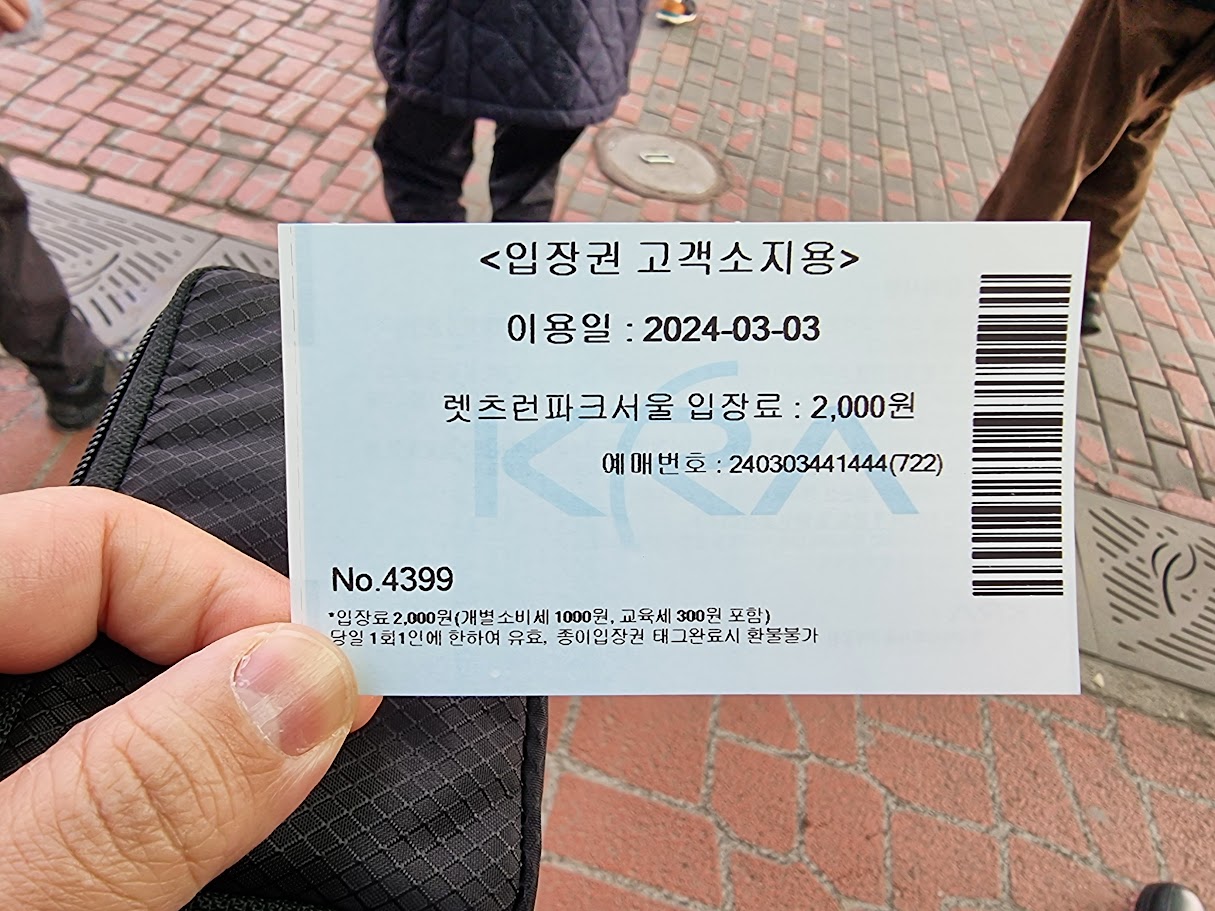 <입장권 고객소지용>
이용일 : 2024-03-03
렛츠런파크서울 입장료 : 2,000원
KRA
예매번호 : 240303441444(722)
No.4399
*입장료 2,000원(개별소비세 1000원, 교육세 300원 포함)
당일 1회1인에 한하여 유효, 종이입장권 태그완료시 환불불가